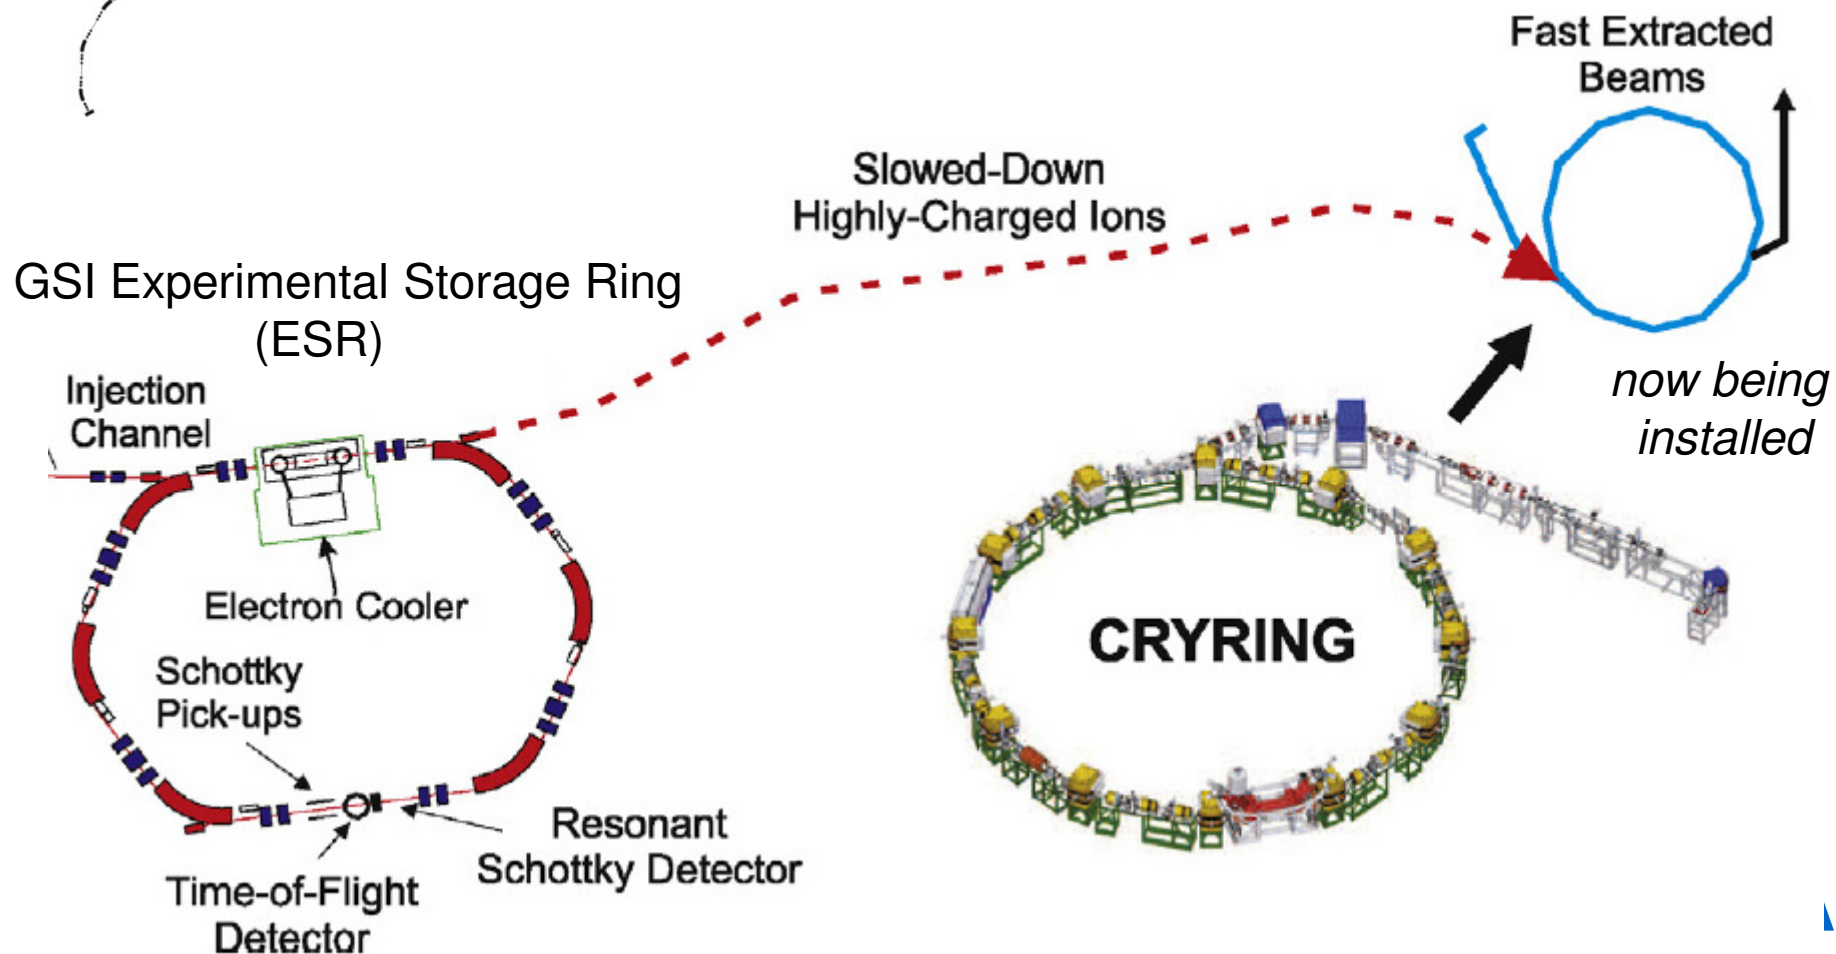 Fast Extracted
Beams
Slowed-Down
Highly-Charged Ions
GSI Experimental Storage Ring
(ESR)
Injection
Channel
now being
installed
Electron Cooler
CRYRING
Schottky
Pick-ups
Resonant
Schottky Detector
Time-of-Flight
Detector